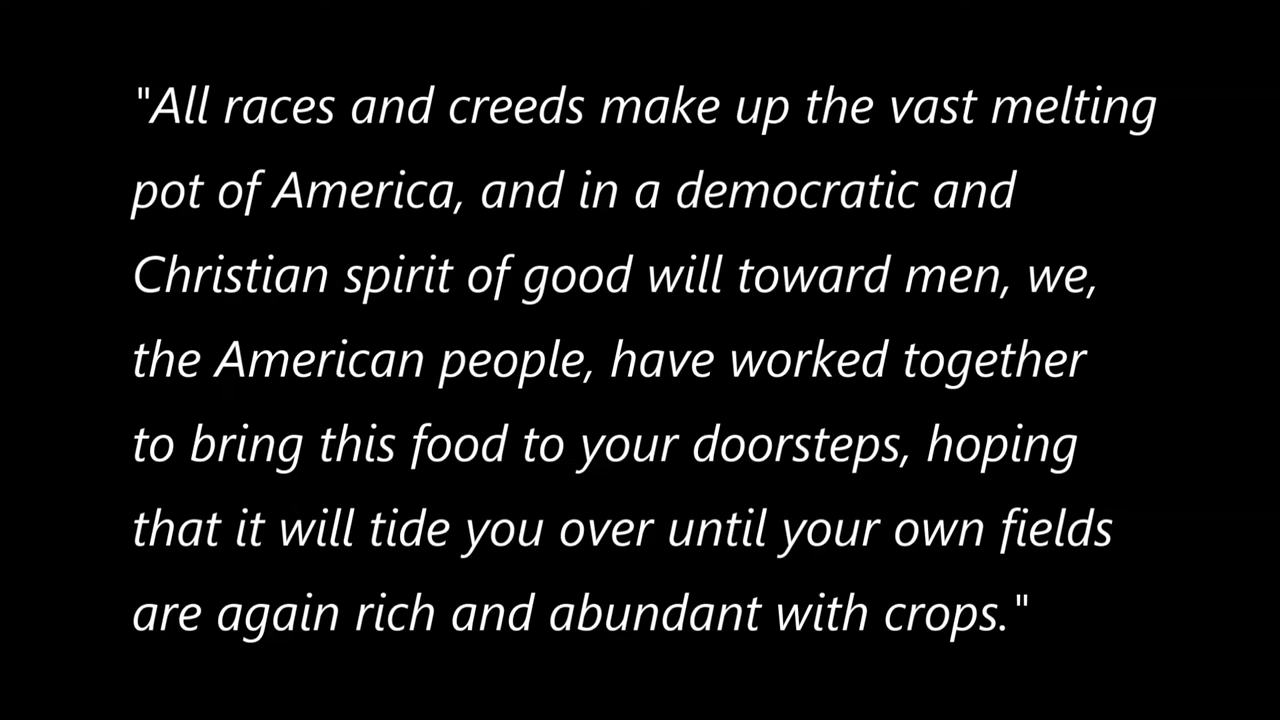 "All races and creeds make up the vast melting
pot of America, and in a democratic and
Christian spirit of good will toward men, we,
the American people, have worked together
to bring this food to your doorsteps, hoping
that it will tide you over until your own fields
are again rich and abundant with crops."